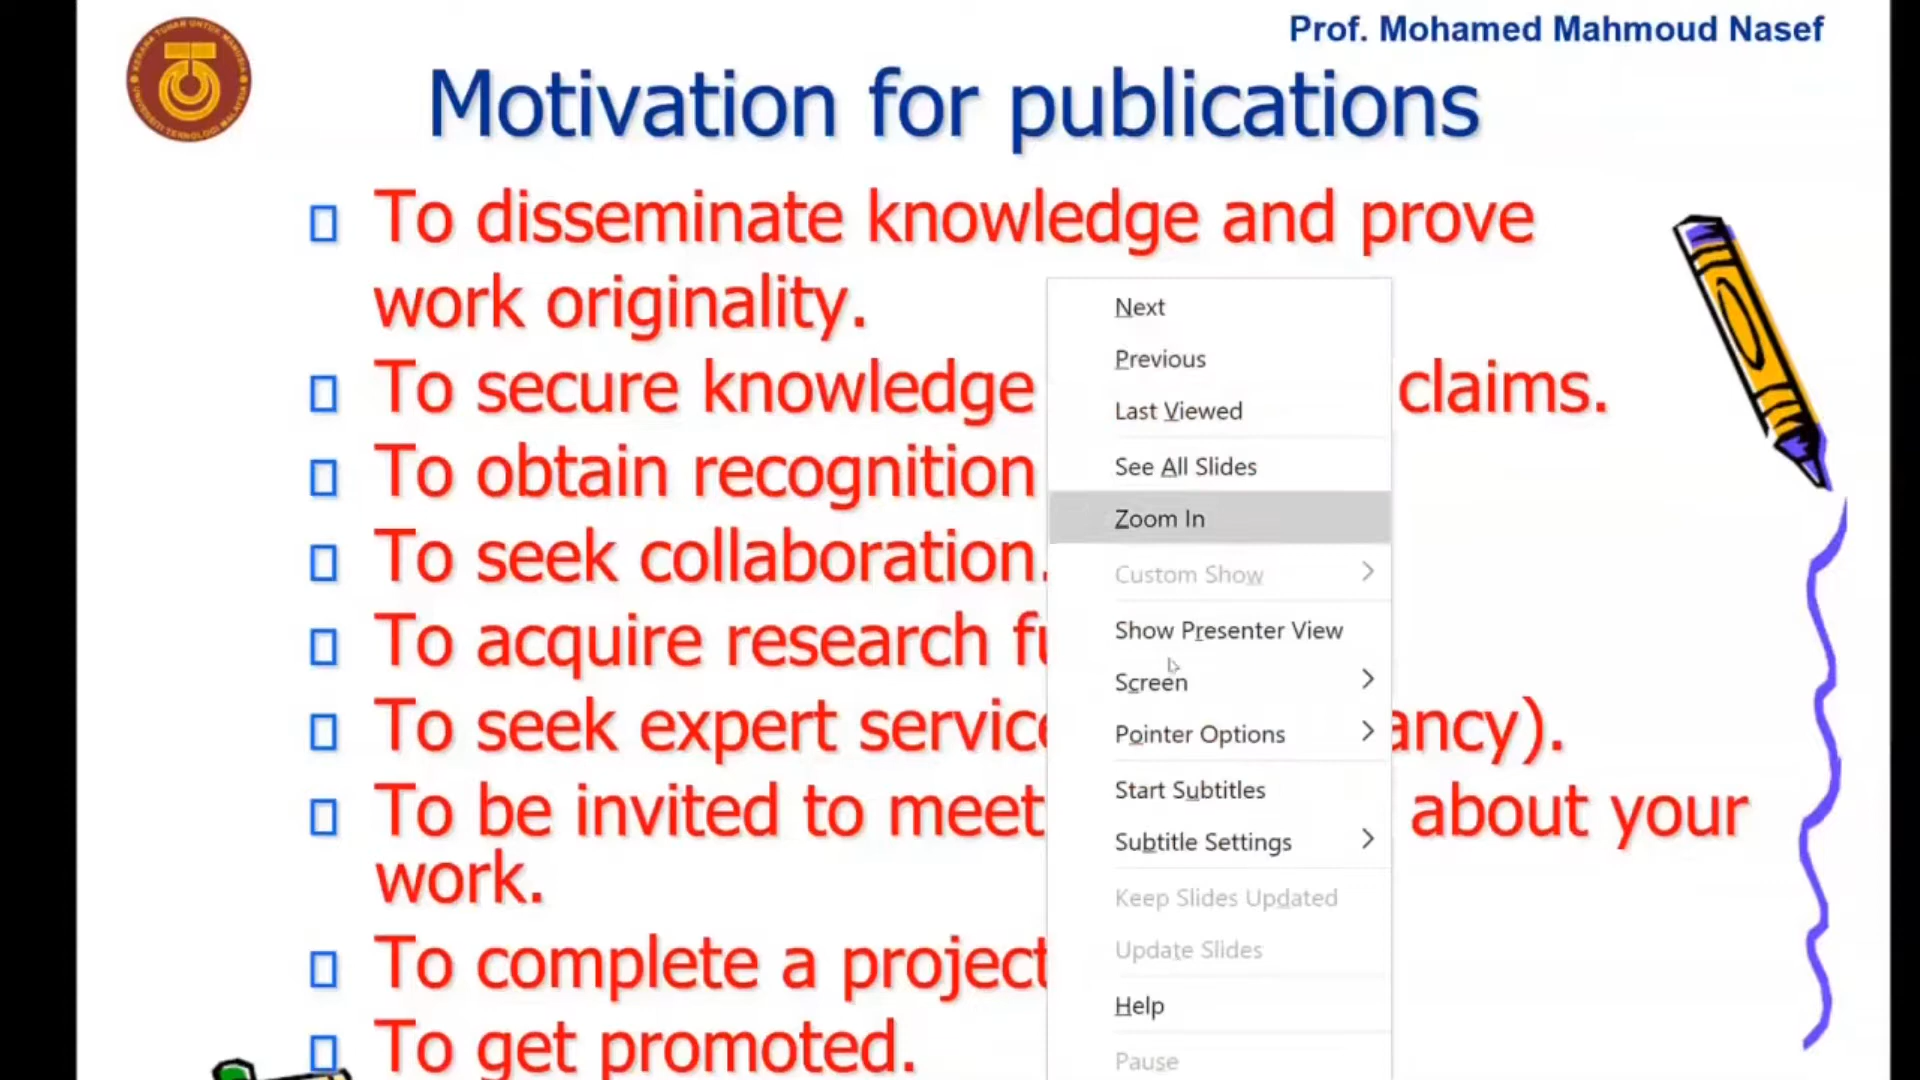 Prof. Mohamed Mahmoud Nasef
Motivation for publications
To disseminate knowledge and prove
work originality.
To secure knowledge claims.
To obtain recognition
To seek collaboration.
To acquire research
To seek expert
To be invited to about your
work.
To complete a project
To get promoted.
Next
Previous
Last Viewed
See All Slides
Zoom In
Custom Show
Show Presenter View
Screen
Pointer Options
Start Subtitles
Subtitle Settings
Keep Slides Updated
Update Slides
Help
Pause
UNIVERSITI TEKNOLOGI MALAYSIA